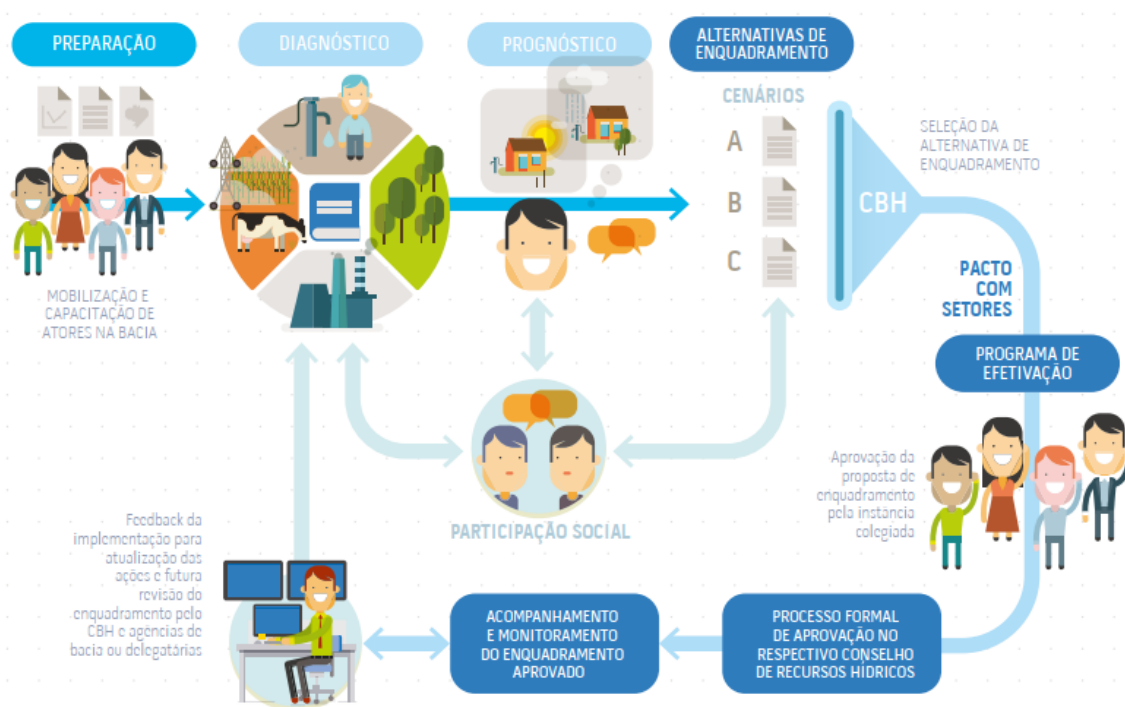 PREPARAÇÃO
DIAGNÓSTICO
PROGNÓSTICO
ALTERNATIVAS DE
ENQUADRAMENTO
CENÁRIOS
A
B
C
CBH
SELEÇÃO DA
ALTERNATIVA DE
ENQUADRAMENTO
MOBILIZAÇÃO E
CAPACITAÇÃO DE
ATORES NA BACIA
PACTO
COM
SETORES
PROGRAMA DE
EFETIVAÇÃO
Aprovação da
proposta de
enquadramento
pela instância
colegiada
PARTICIPAÇÃO SOCIAL
Feedback da
implementação para
atualização das
ações e futura
revisão do
enquadramento pelo
CBH e agências de
bacia ou delegatárias
ACOMPANHAMENTO
E MONITORAMENTO
DO ENQUADRAMENTO
APROVADO
PROCESSO FORMAL
DE APROVAÇÃO NO
RESPECTIVO CONSELHO
DE RECURSOS HÍDRICOS